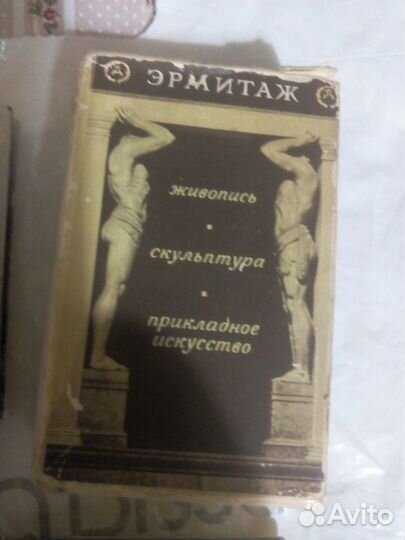 ЭРМИТАЖ
живопись
скульптура
прикладное
искусство
Avito